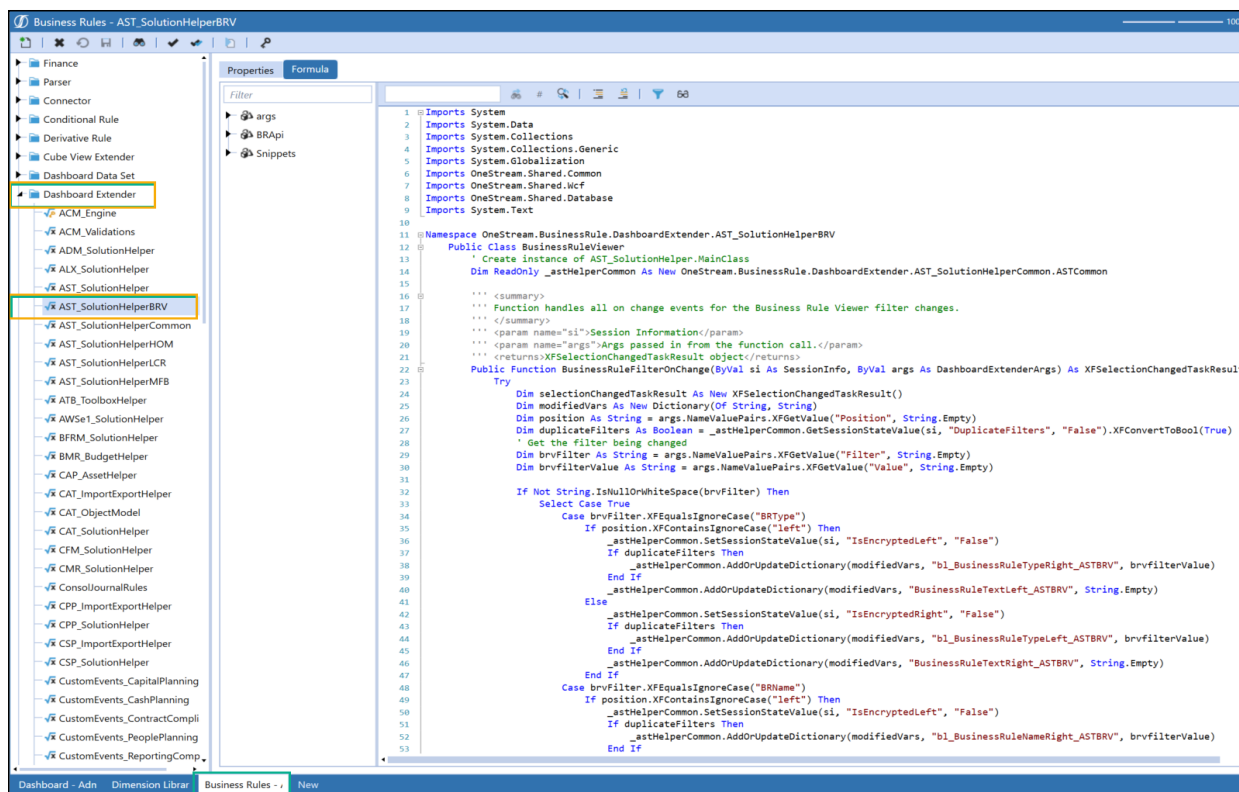 Business Rules - AST_SolutionHelperBRV
100
Finance
Parser
Connector
Conditional Rule
Derivative Rule
Cube View Extender
Dashboard Data Set
Dashboard Extender
ACM_Engine
ACM_Validations
ADM_SolutionHelper
ALX_SolutionHelper
AST_SolutionHelper
AST_SolutionHelperBRV
AST_SolutionHelperCommon
AST_SolutionHelperHOM
AST_SolutionHelperLCR
AST_SolutionHelperMFB
ATB_ToolboxHelper
AWSe1_SolutionHelper
BFRM_SolutionHelper
BMR_BudgetHelper
CAP_AssetHelper
CAT_ImportExportHelper
CAT_ObjectModel
CAT_SolutionHelper
CFM_SolutionHelper
CMR_SolutionHelper
ConsolJournalRules
CPP_ImportExportHelper
CPP_SolutionHelper
CSP_ImportExportHelper
CSP_SolutionHelper
CustomEvents_CapitalPlanning
CustomEvents_CashPlanning
CustomEvents_ContractCompli
CustomEvents_PeoplePlanning
CustomEvents_ReportingComp
Properties Formula
Filter
args
BRApi
Snippets
#
1 Imports System
2 Imports System.Data
3 Imports System.Collections
4 Imports System.Collections.Generic
5 Imports System.Globalization
6 Imports OneStream.Shared.Common
7 Imports OneStream.Shared.Wcf
8 Imports OneStream.Shared.Database
9 Imports System.Text
10
11 Namespace OneStream.BusinessRule.DashboardExtender.AST_SolutionHelperBRV
12 Public Class BusinessRuleViewer
13 ' Create instance of AST_SolutionHelper.MainClass
14 Dim ReadOnly _astHelperCommon As New OneStream.BusinessRule.DashboardExtender.AST_SolutionHelperCommon.ASTCommon
15
16 ''' <summary>
17 ''' Function handles all on change events for the Business Rule Viewer filter changes.
18 ''' </summary>
19 ''' <param name="si">Session Information</param>
20 ''' <param name="args">Args passed in from the function call.</param>
21 ''' <returns>XFSelectionChangedTaskResult object</returns>
22 Public Function BusinessRuleFilterOnChange(ByVal si As SessionInfo, ByVal args As DashboardExtenderArgs) As XFSelectionChangedTaskResul
23 Try
24 Dim selectionChangedTaskResult As New XFSelectionChangedTaskResult()
25 Dim modifiedVars As New Dictionary(Of String, String)
26 Dim position As String = args.NameValuePairs.XFGetValue("Position", String.Empty)
27 Dim duplicateFilters As Boolean = _astHelperCommon.GetSessionStateValue(si, "DuplicateFilters", "False").XFConvertToBool(True)
28 ' Get the filter being changed
29 Dim brvFilter As String = args.NameValuePairs.XFGetValue("Filter", String.Empty)
30 Dim brvfilterValue As String = args.NameValuePairs.XFGetValue("Value", String.Empty)
31
32 If Not String.IsNullOrWhiteSpace(brvFilter) Then
33 Select Case True
34 Case brvFilter.XFEqualsIgnoreCase("BRType")
35 If position.XFContainsIgnoreCase("left") Then
36 _astHelperCommon.SetSessionStateValue(si, "IsEncryptedLeft", "False")
37 If duplicateFilters Then
38 _astHelperCommon.AddOrUpdateDictionary(modifiedVars, "bl_BusinessRuleTypeRight_ASTBRV", brvfilterValue)
39 End If
40 _astHelperCommon.AddOrUpdateDictionary(modifiedVars, "BusinessRuleTextLeft_ASTBRV", String.Empty)
41 Else
42 _astHelperCommon.SetSessionStateValue(si, "IsEncryptedRight", "False")
43 If duplicateFilters Then
44 _astHelperCommon.AddOrUpdateDictionary(modifiedVars, "bl_BusinessRuleTypeLeft_ASTBRV", brvfilterValue)
45 End If
46 _astHelperCommon.AddOrUpdateDictionary(modifiedVars, "BusinessRuleTextRight_ASTBRV", String.Empty)
47 End If
48 Case brvFilter.XFEqualsIgnoreCase("BRName")
49 If position.XFContainsIgnoreCase("left") Then
50 _astHelperCommon.SetSessionStateValue(si, "IsEncryptedLeft", "False")
51 If duplicateFilters Then
52 _astHelperCommon.AddOrUpdateDictionary(modifiedVars, "bl_BusinessRuleNameRight_ASTBRV", brvfilterValue)
53 End If
Dashboard - Adn Dimension Librar Business Rules - New